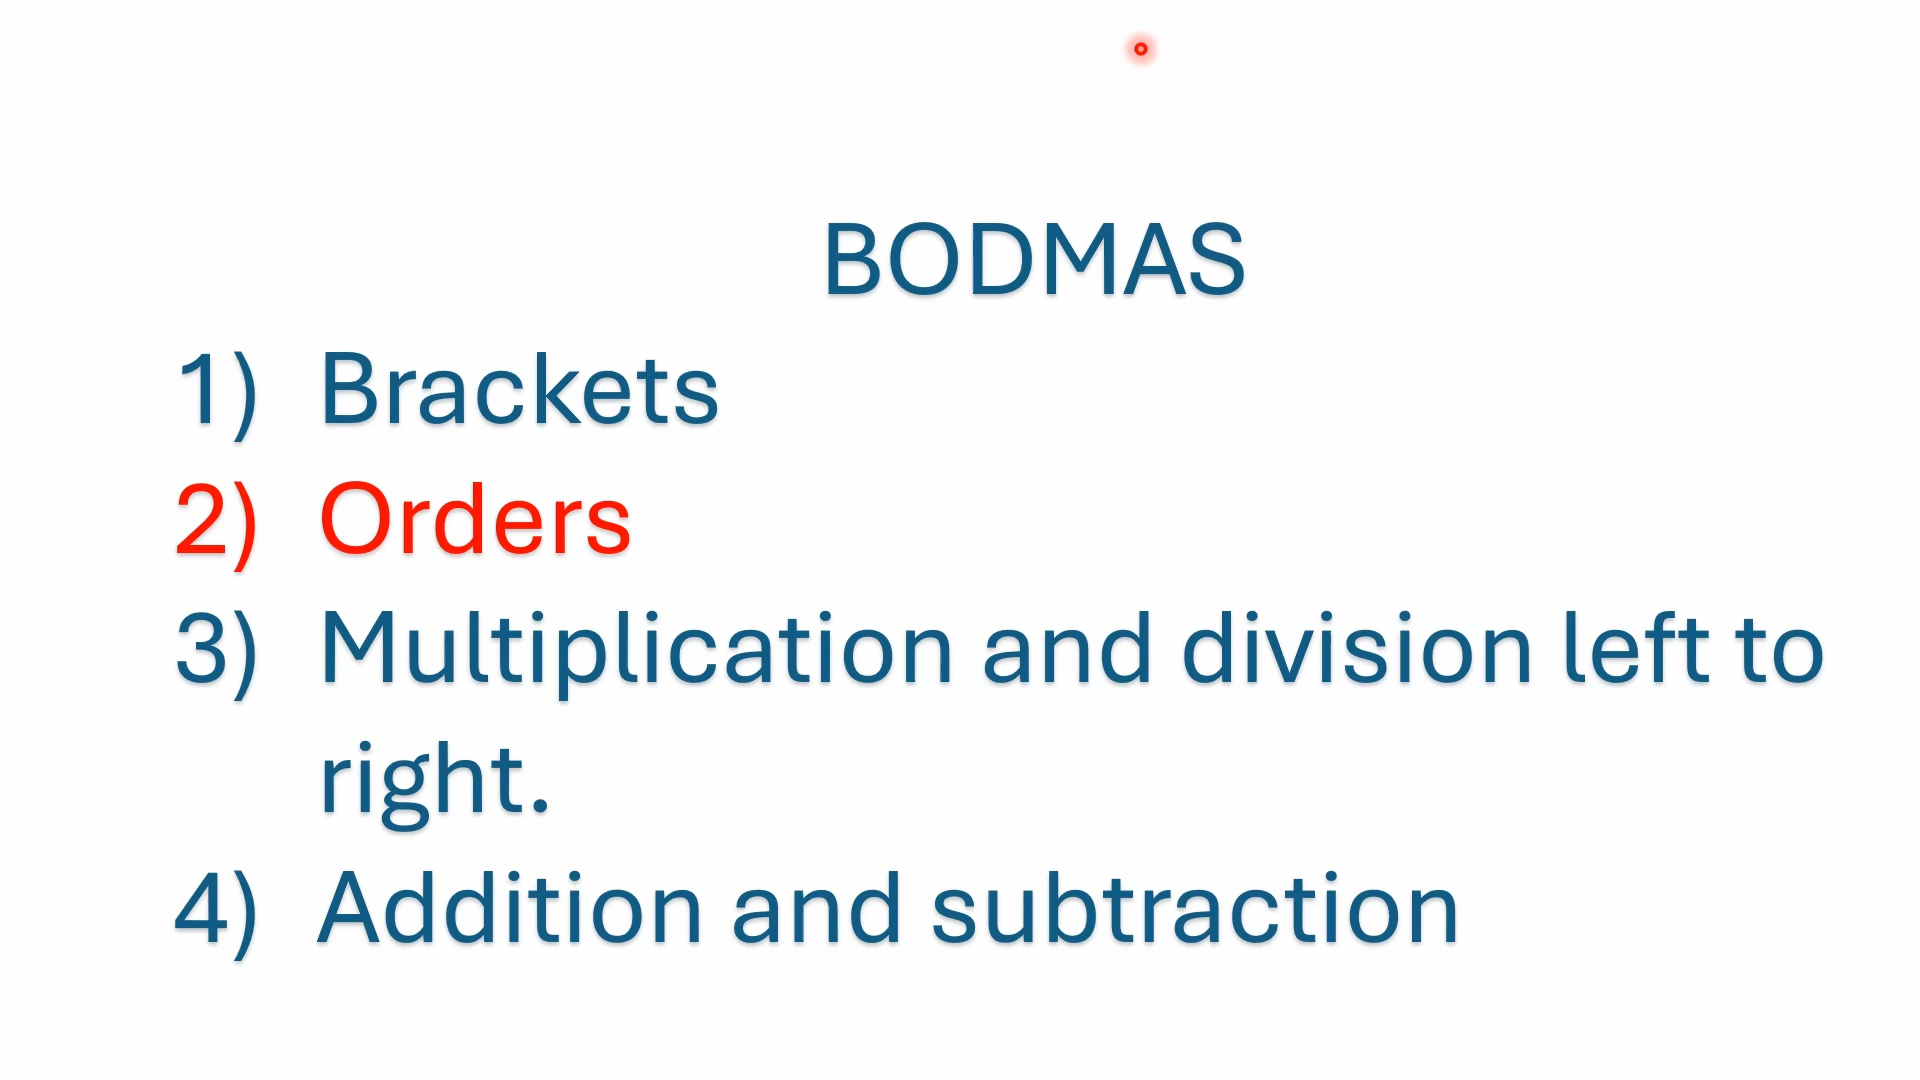 BODMAS
1) Brackets
2) Orders
3) Multiplication and division left to
right.
4) Addition and subtraction